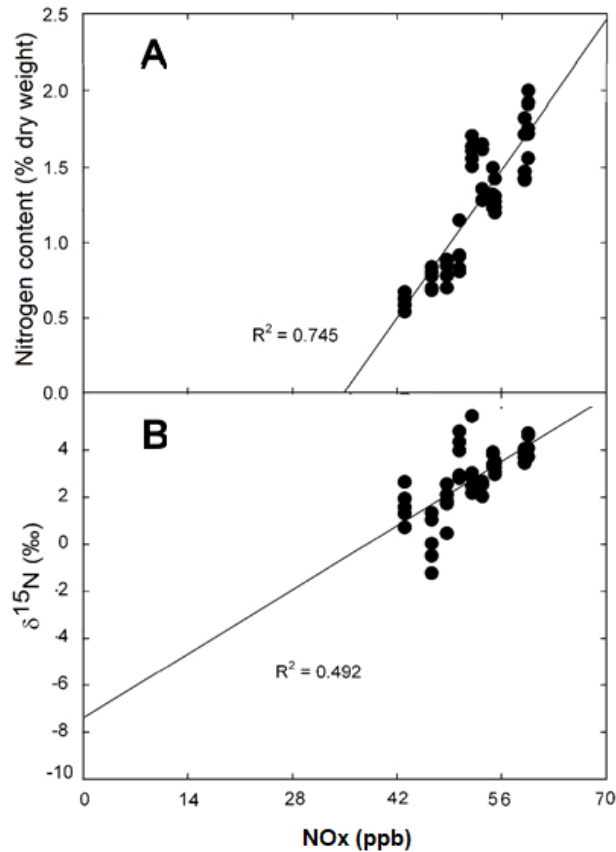 A
Nitrogen content (% dry weight)
2.5
2.0
1.5
1.0
0.5
0.0
R² = 0.745
B
δ¹⁵N (‰)
4
2
0
-2
-4
-6
-8
-10
R² = 0.492
0 14 28 42 56 70
NOx (ppb)